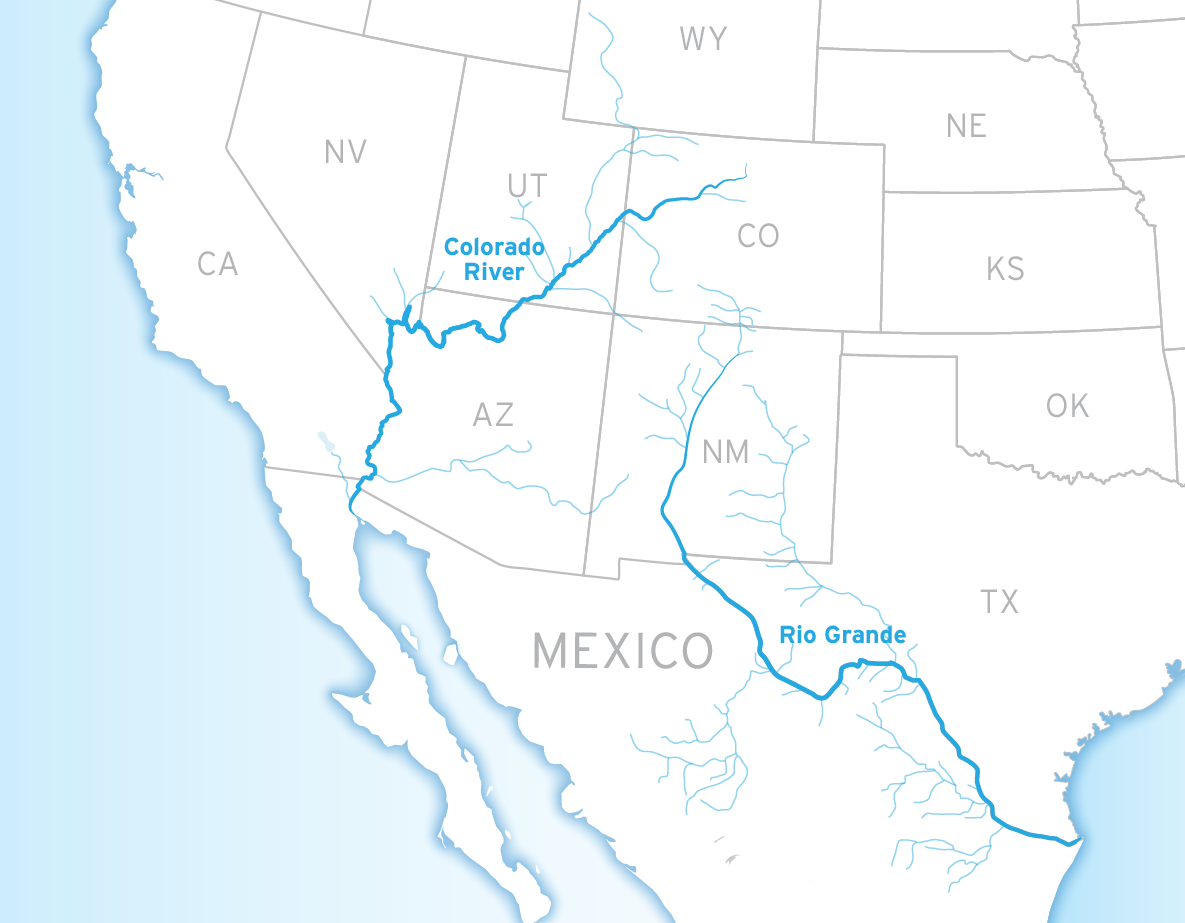 WY
NE
NV
UT
CO
Colorado
River
CA
KS
AZ
OK
NM
TX
Rio Grande
MEXICO